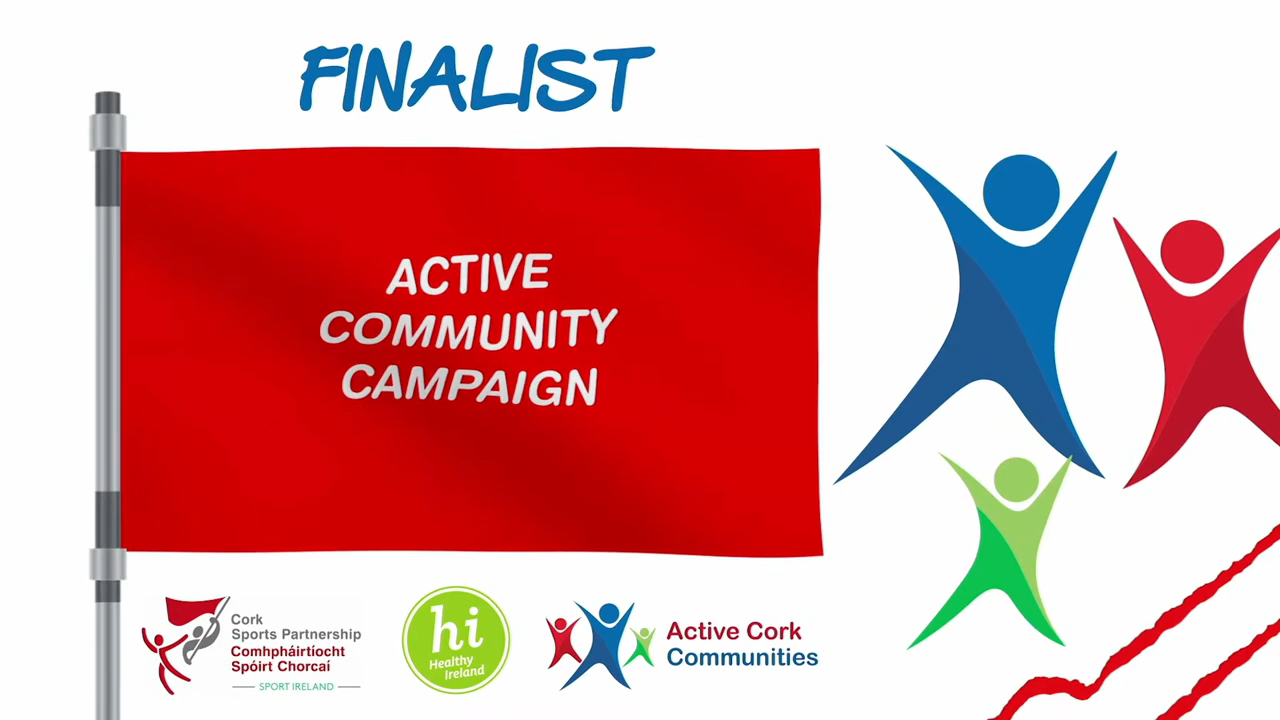 FINALIST
ACTIVE
COMMUNITY
CAMPAIGN
Cork
Sports Partnership
Comhpháirtíocht
Spóirt Chorcaí
SPORT IRELAND
hi
Healthy
Ireland
Active Cork
Communities